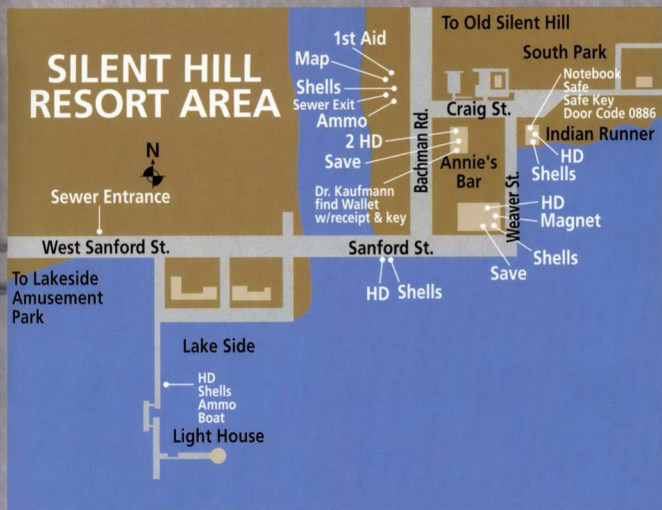 SILENT HILL
RESORT AREA
N
Sewer Entrance
West Sanford St.
To Lakeside
Amusement
Park
Lake Side
HD
Shells
Ammo
Boat
Light House
1st Aid
Map
Shells
Sewer Exit
Ammo
2 HD
Save
Dr. Kaufmann
find Wallet
w/receipt & key
Bachman Rd.
Sanford St.
HD Shells
To Old Silent Hill
South Park
Craig St.
Notebook
Safe
Safe Key
Door Code 0886
Indian Runner
HD
Shells
Annie's
Bar
Weaver St.
HD
Magnet
Shells
Save